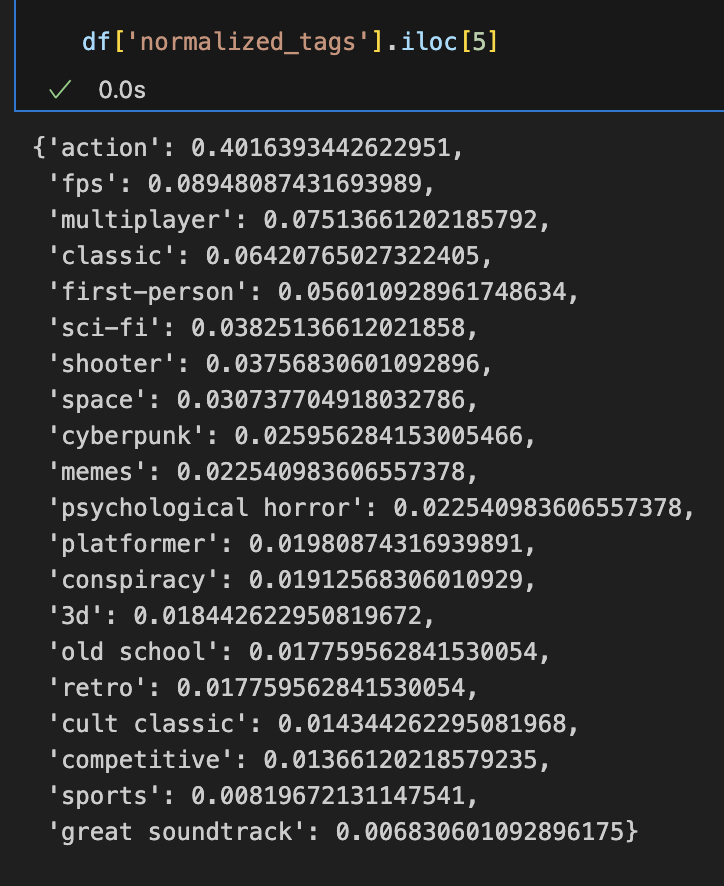 df['normalized_tags'].iloc[5]
✓ 0.0s
{'action': 0.4016393442622951,
'fps': 0.08948087431693989,
'multiplayer': 0.07513661202185792,
'classic': 0.06420765027322405,
'first-person': 0.056010928961748634,
'sci-fi': 0.03825136612021858,
'shooter': 0.03756830601092896,
'space': 0.030737704918032786,
'cyberpunk': 0.025956284153005466,
'memes': 0.022540983606557378,
'psychological horror': 0.022540983606557378,
'platformer': 0.01980874316939891,
'conspiracy': 0.01912568306010929,
'3d': 0.018442622950819672,
'old school': 0.017759562841530054,
'retro': 0.017759562841530054,
'cult classic': 0.014344262295081968,
'competitive': 0.01366120218579235,
'sports': 0.00819672131147541,
'great soundtrack': 0.006830601092896175}